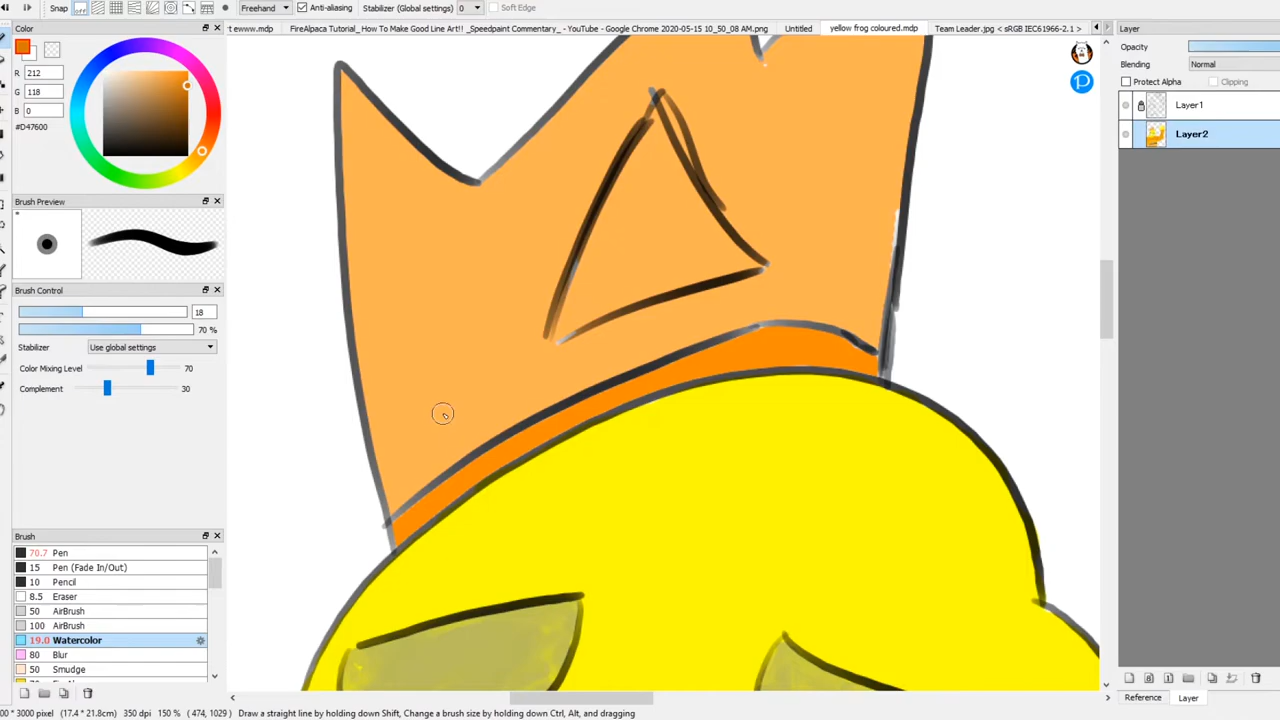 Snap
Freehand
Anti-aliasing
Stabilizer (Global settings) 0
Soft Edge
Color
t ewww.mdp
FireAlpaca Tutorial_ How To Make Good Line Art!! _Speedpaint Commentary_ - YouTube - Google Chrome 2020-05-15 10_50_08 AM.png
Untitled
yellow frog coloured.mdp
Team Leader.jpg < sRGB IEC61966-2.1 >
Layer
Opacity
Blending Normal
Protect Alpha
Clipping
Layer1
Layer2
R 212
G 118
B 0
#D47600
Brush Preview
Brush Control
18
70 %
Stabilizer Use global settings
Color Mixing Level 70
Complement 30
Brush
70.7 Pen
15 Pen (Fade In/Out)
10 Pencil
8.5 Eraser
50 AirBrush
100 AirBrush
19.0 Watercolor
80 Blur
50 Smudge
Reference
Layer
00 * 3000 pixel (17.4 * 21.8cm) 350 dpi 150 % ( 474, 1029 ) Draw a straight line by holding down Shift, Change a brush size by holding down Ctrl, Alt, and dragging